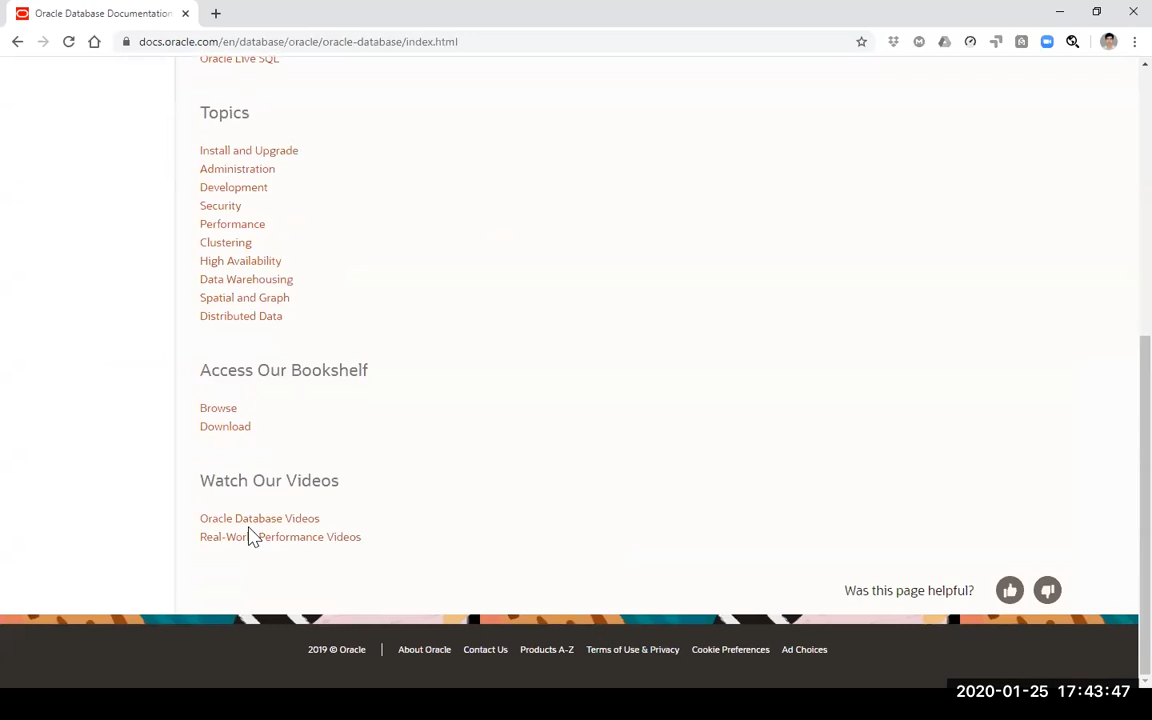 Oracle Database Documentation
docs.oracle.com/en/database/oracle/oracle-database/index.html
Oracle Live SQL
Topics
Install and Upgrade
Administration
Development
Security
Performance
Clustering
High Availability
Data Warehousing
Spatial and Graph
Distributed Data
Access Our Bookshelf
Browse
Download
Watch Our Videos
Oracle Database Videos
Performance Videos
Was this page helpful?
2019 © Oracle | About Oracle Contact Us Products A-Z Terms of Use & Privacy Cookie Preferences Ad Choices
2020-01-25 17:43:47